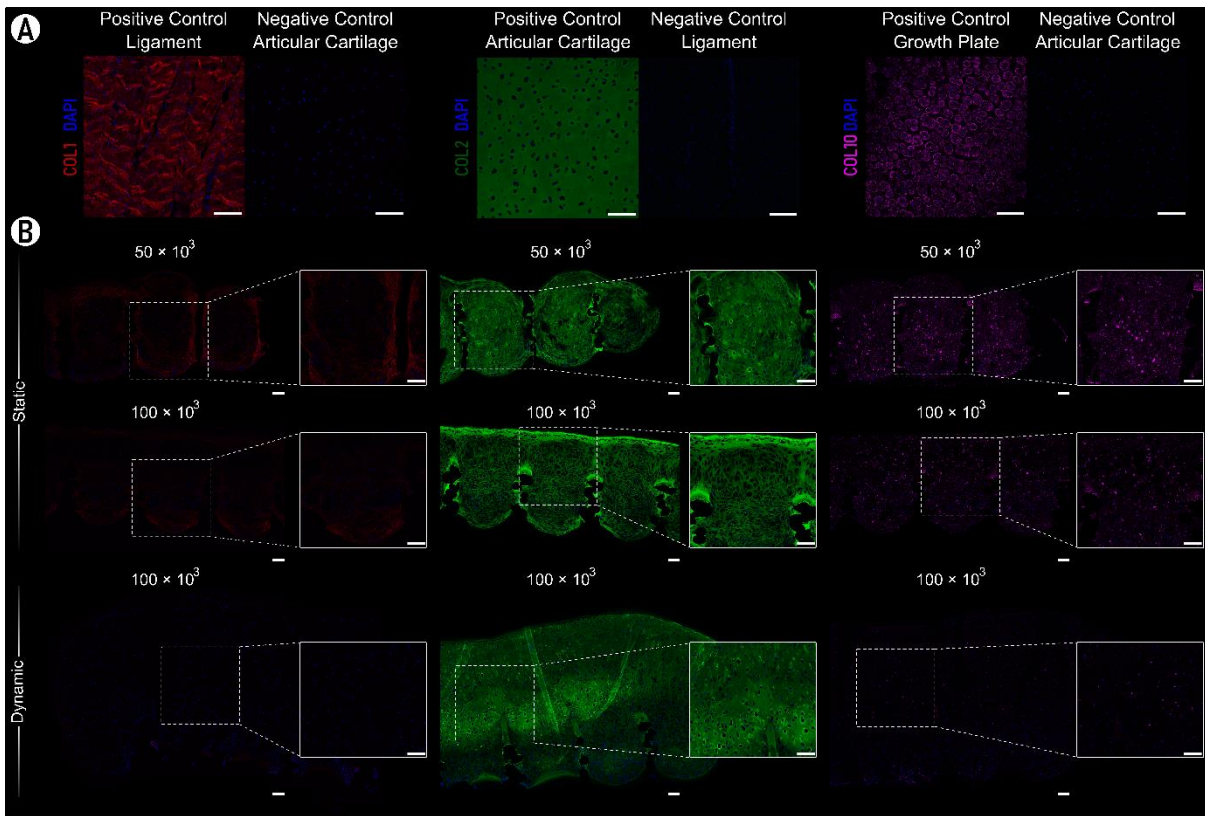 A
Positive Control
Ligament
Negative Control
Articular Cartilage
Positive Control
Articular Cartilage
Negative Control
Ligament
Positive Control
Growth Plate
Negative Control
Articular Cartilage
COL1 DAPI
COL2 DAPI
COL10 DAPI
B
Static
50 × 10³
50 × 10³
50 × 10³
100 × 10³
100 × 10³
100 × 10³
Dynamic
100 × 10³
100 × 10³
100 × 10³